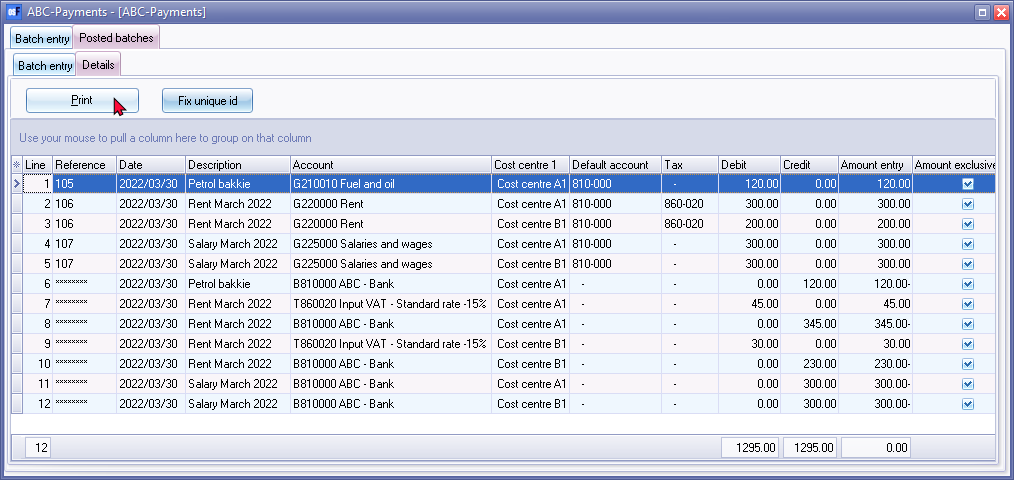 ABC-Payments - [ABC-Payments]
Batch entry Posted batches
Batch entry Details
Print Fix unique id
Use your mouse to pull a column here to group on that column
Line Reference Date Description Account Cost centre 1 Default account Tax Debit Credit Amount entry Amount exclusive
1 105 2022/03/30 Petrol bakkie G210010 Fuel and oil Cost centre A1 810-000 - 120.00 0.00 120.00
2 106 2022/03/30 Rent March 2022 G220000 Rent Cost centre A1 810-000 860-020 300.00 0.00 300.00
3 106 2022/03/30 Rent March 2022 G220000 Rent Cost centre B1 810-000 860-020 200.00 0.00 200.00
4 107 2022/03/30 Salary March 2022 G225000 Salaries and wages Cost centre A1 810-000 - 300.00 0.00 300.00
5 107 2022/03/30 Salary March 2022 G225000 Salaries and wages Cost centre B1 810-000 - 300.00 0.00 300.00
6 ******** 2022/03/30 Petrol bakkie B810000 ABC - Bank Cost centre A1 - - 0.00 120.00 120.00-
7 ******** 2022/03/30 Rent March 2022 T860020 Input VAT - Standard rate -15% Cost centre A1 - - 45.00 0.00 45.00
8 ******** 2022/03/30 Rent March 2022 B810000 ABC - Bank Cost centre A1 - - 0.00 345.00 345.00-
9 ******** 2022/03/30 Rent March 2022 T860020 Input VAT - Standard rate -15% Cost centre B1 - - 30.00 0.00 30.00
10 ******** 2022/03/30 Rent March 2022 B810000 ABC - Bank Cost centre B1 - - 0.00 230.00 230.00-
11 ******** 2022/03/30 Salary March 2022 B810000 ABC - Bank Cost centre A1 - - 0.00 300.00 300.00-
12 ******** 2022/03/30 Salary March 2022 B810000 ABC - Bank Cost centre B1 - - 0.00 300.00 300.00-
12 1295.00 1295.00 0.00